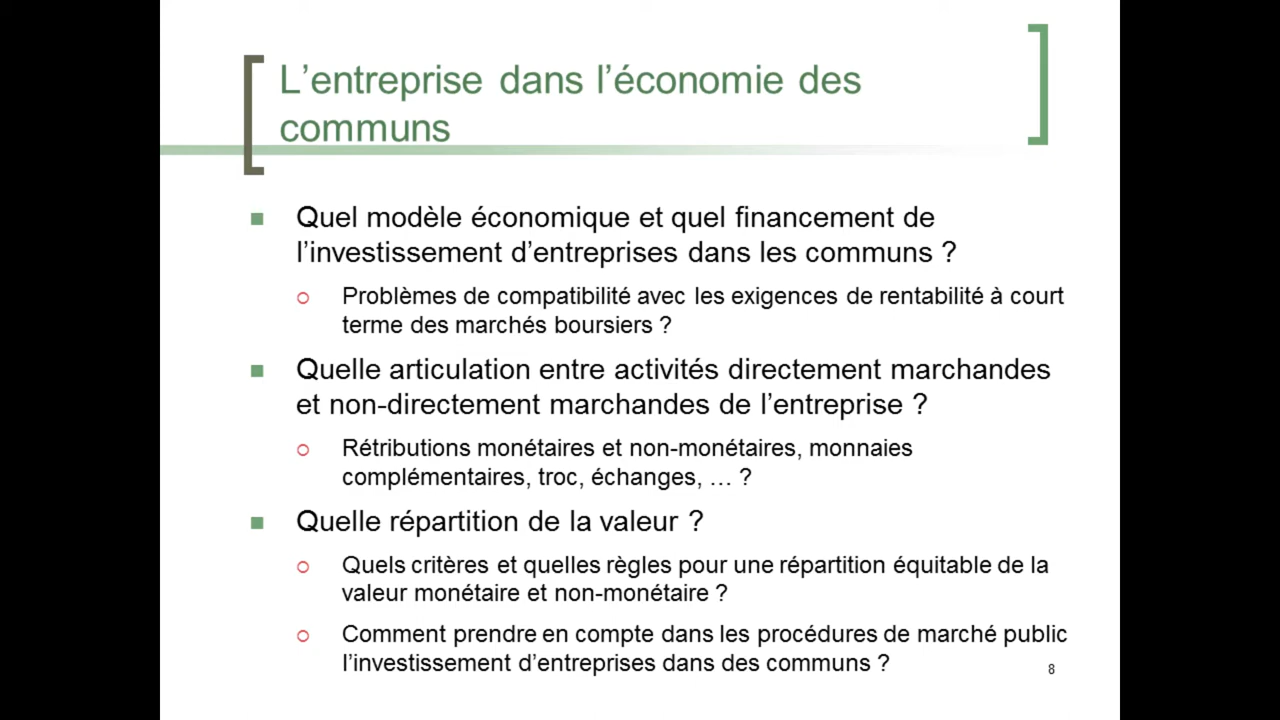 L’entreprise dans l’économie des
communs
Quel modèle économique et quel financement de
l’investissement d’entreprises dans les communs ?
Problèmes de compatibilité avec les exigences de rentabilité à court
terme des marchés boursiers ?
Quelle articulation entre activités directement marchandes
et non-directement marchandes de l’entreprise ?
Rétributions monétaires et non-monétaires, monnaies
complémentaires, troc, échanges, … ?
Quelle répartition de la valeur ?
Quels critères et quelles règles pour une répartition équitable de la
valeur monétaire et non-monétaire ?
Comment prendre en compte dans les procédures de marché public
l’investissement d’entreprises dans des communs ?
8